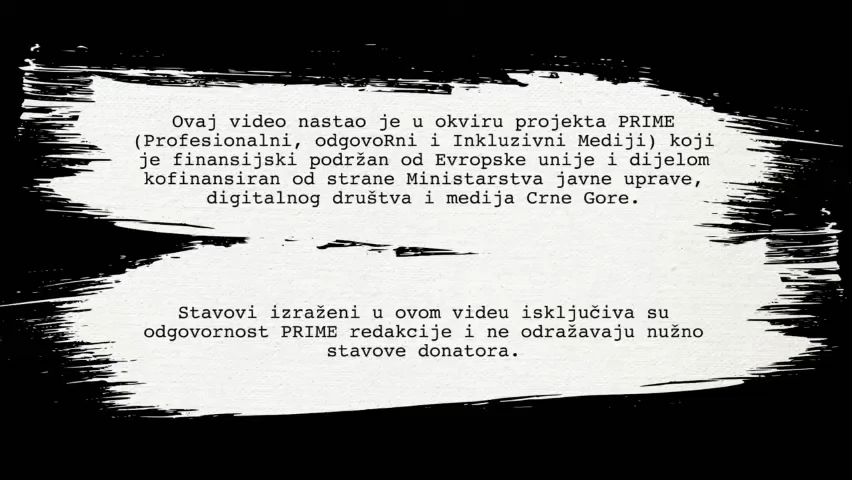 Ovaj video nastao je u okviru projekta PRIME
(Profesionalni, odgovoRni i Inkluzivni Mediji) koji
je finansijski podržan od Evropske unije i dijelom
kofinansiran od strane Ministarstva javne uprave,
digitalnog društva i medija Crne Gore.
Stavovi izraženi u ovom videu isključiva su
odgovornost PRIME redakcije i ne odražavaju nužno
stavove donatora.